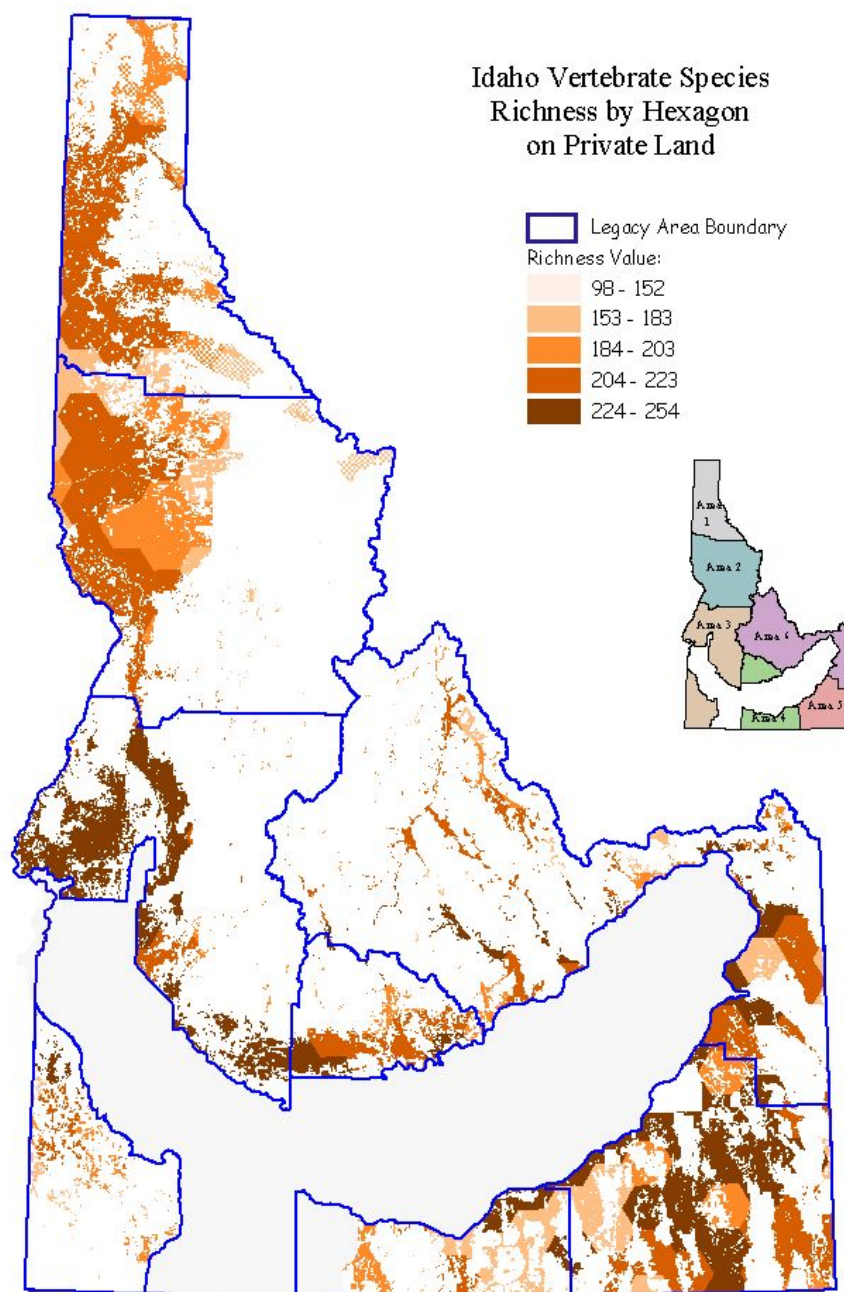 Idaho Vertebrate Species
Richness by Hexagon
on Private Land
Legacy Area Boundary
Richness Value:
98 - 152
153 - 183
184 - 203
204 - 223
224 - 254
Area
1
Area 2
Area 3
Area 6
Area 5
Area 4